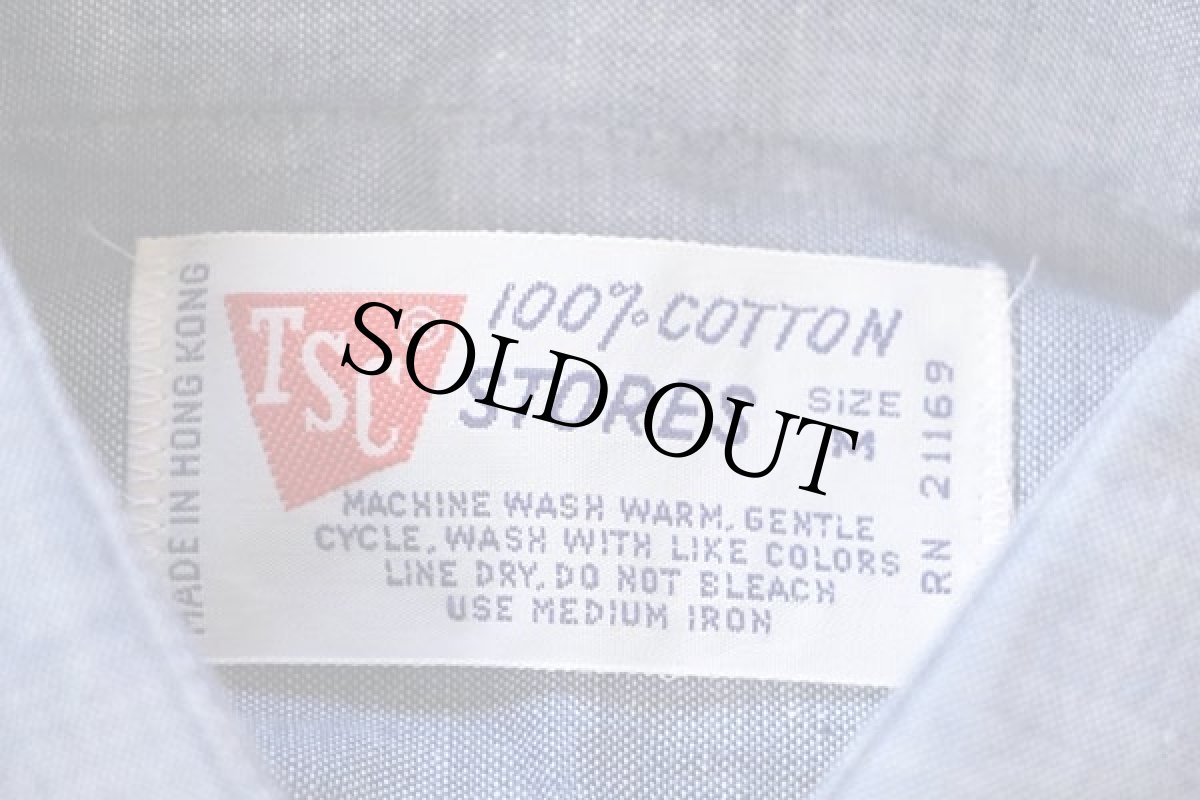 MADE IN HONG KONG
TSC®
100% COTTON
STORES
SIZE
M
RN 21169
MACHINE WASH WARM, GENTLE
CYCLE, WASH WITH LIKE COLORS
LINE DRY, DO NOT BLEACH
USE MEDIUM IRON
SOLD OUT